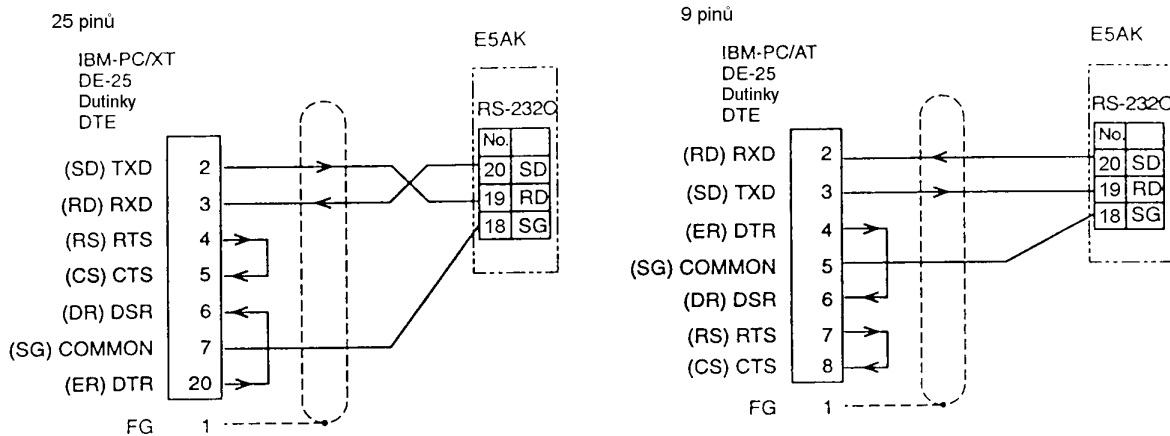 25 pinů
IBM-PC/XT
DE-25
Dutinky
DTE
E5AK
RS-232C
No.
20 SD
19 RD
18 SG
(SD) TXD 2
(RD) RXD 3
(RS) RTS 4
(CS) CTS 5
(DR) DSR 6
(SG) COMMON 7
(ER) DTR 20
FG 1
9 pinů
IBM-PC/AT
DE-25
Dutinky
DTE
E5AK
RS-232C
No.
20 SD
19 RD
18 SG
(RD) RXD 2
(SD) TXD 3
(ER) DTR 4
(SG) COMMON 5
(DR) DSR 6
(RS) RTS 7
(CS) CTS 8
FG 1